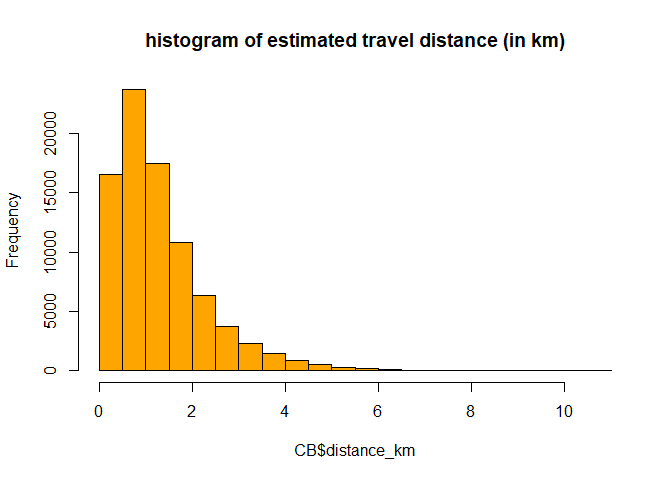 histogram of estimated travel distance (in km)
Frequency
20000
15000
10000
5000
0
0 2 4 6 8 10
CB$distance_km